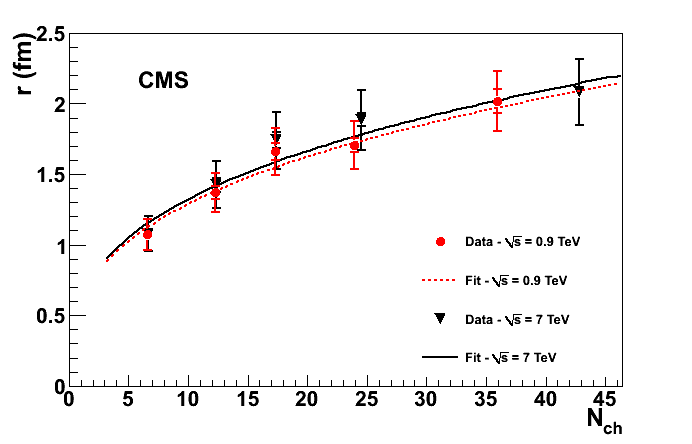 r (fm)
2.5
2
1.5
1
0.5
0
CMS
Data - √s = 0.9 TeV
Fit - √s = 0.9 TeV
Data - √s = 7 TeV
Fit - √s = 7 TeV
0 5 10 15 20 25 30 35 40 45
N_ch